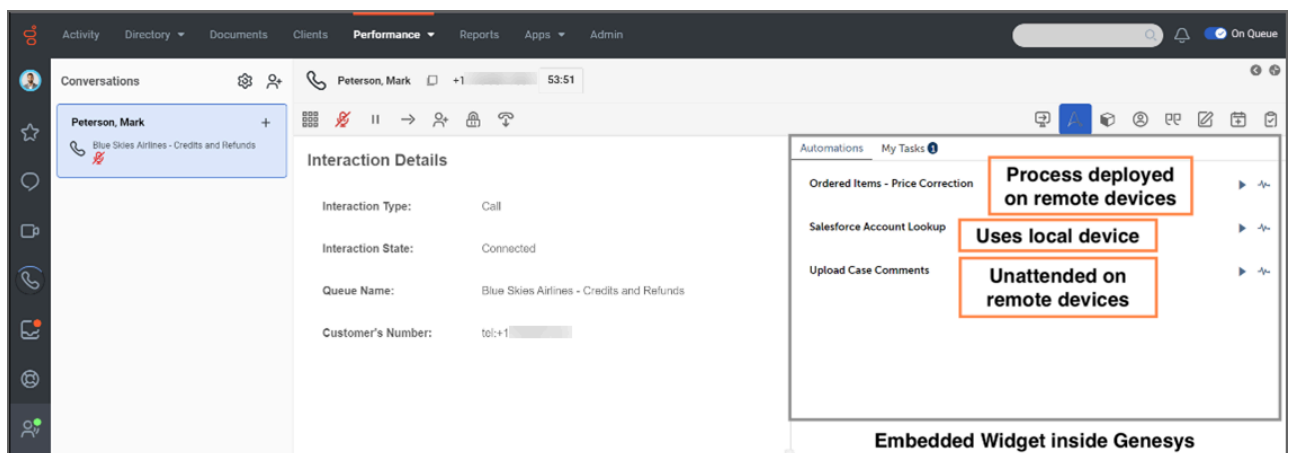 Activity Directory Documents Clients Performance Reports Apps Admin On Queue
Conversations
Peterson, Mark +1 53:51
Peterson, Mark
Blue Skies Airlines - Credits and Refunds
Interaction Details
Interaction Type: Call
Interaction State: Connected
Queue Name: Blue Skies Airlines - Credits and Refunds
Customer's Number: tel:+1
Automations My Tasks 1
Ordered Items - Price Correction
Process deployed
on remote devices
Salesforce Account Lookup
Uses local device
Upload Case Comments
Unattended on
remote devices
Embedded Widget inside Genesys